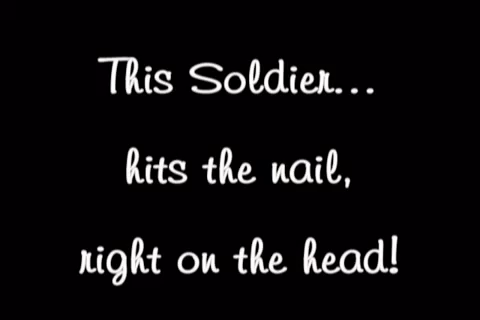 This Soldier...
hits the nail,
right on the head!